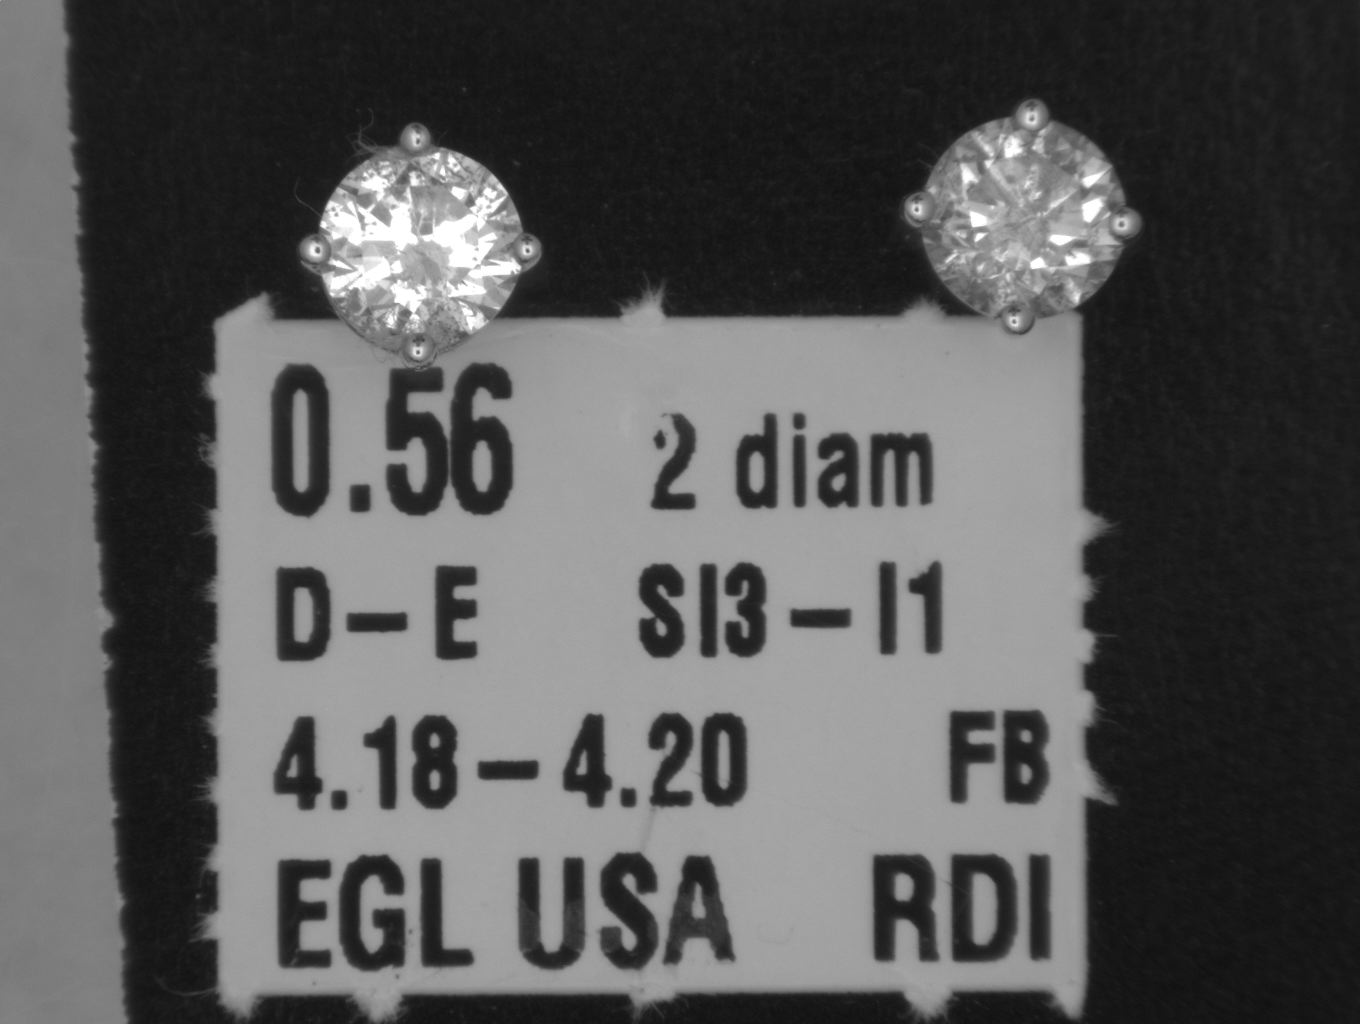 0.56 2 diam
D-E SI3-I1
4.18-4.20 FB
EGL USA RDI